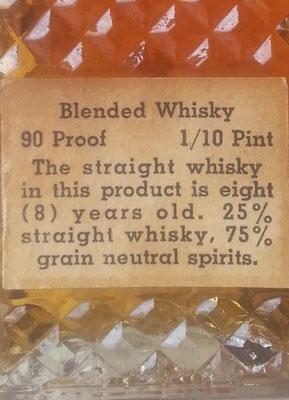 Blended Whisky
90 Proof 1/10 Pint
The straight whisky
in this product is eight
(8) years old. 25%
straight whisky, 75%
grain neutral spirits.